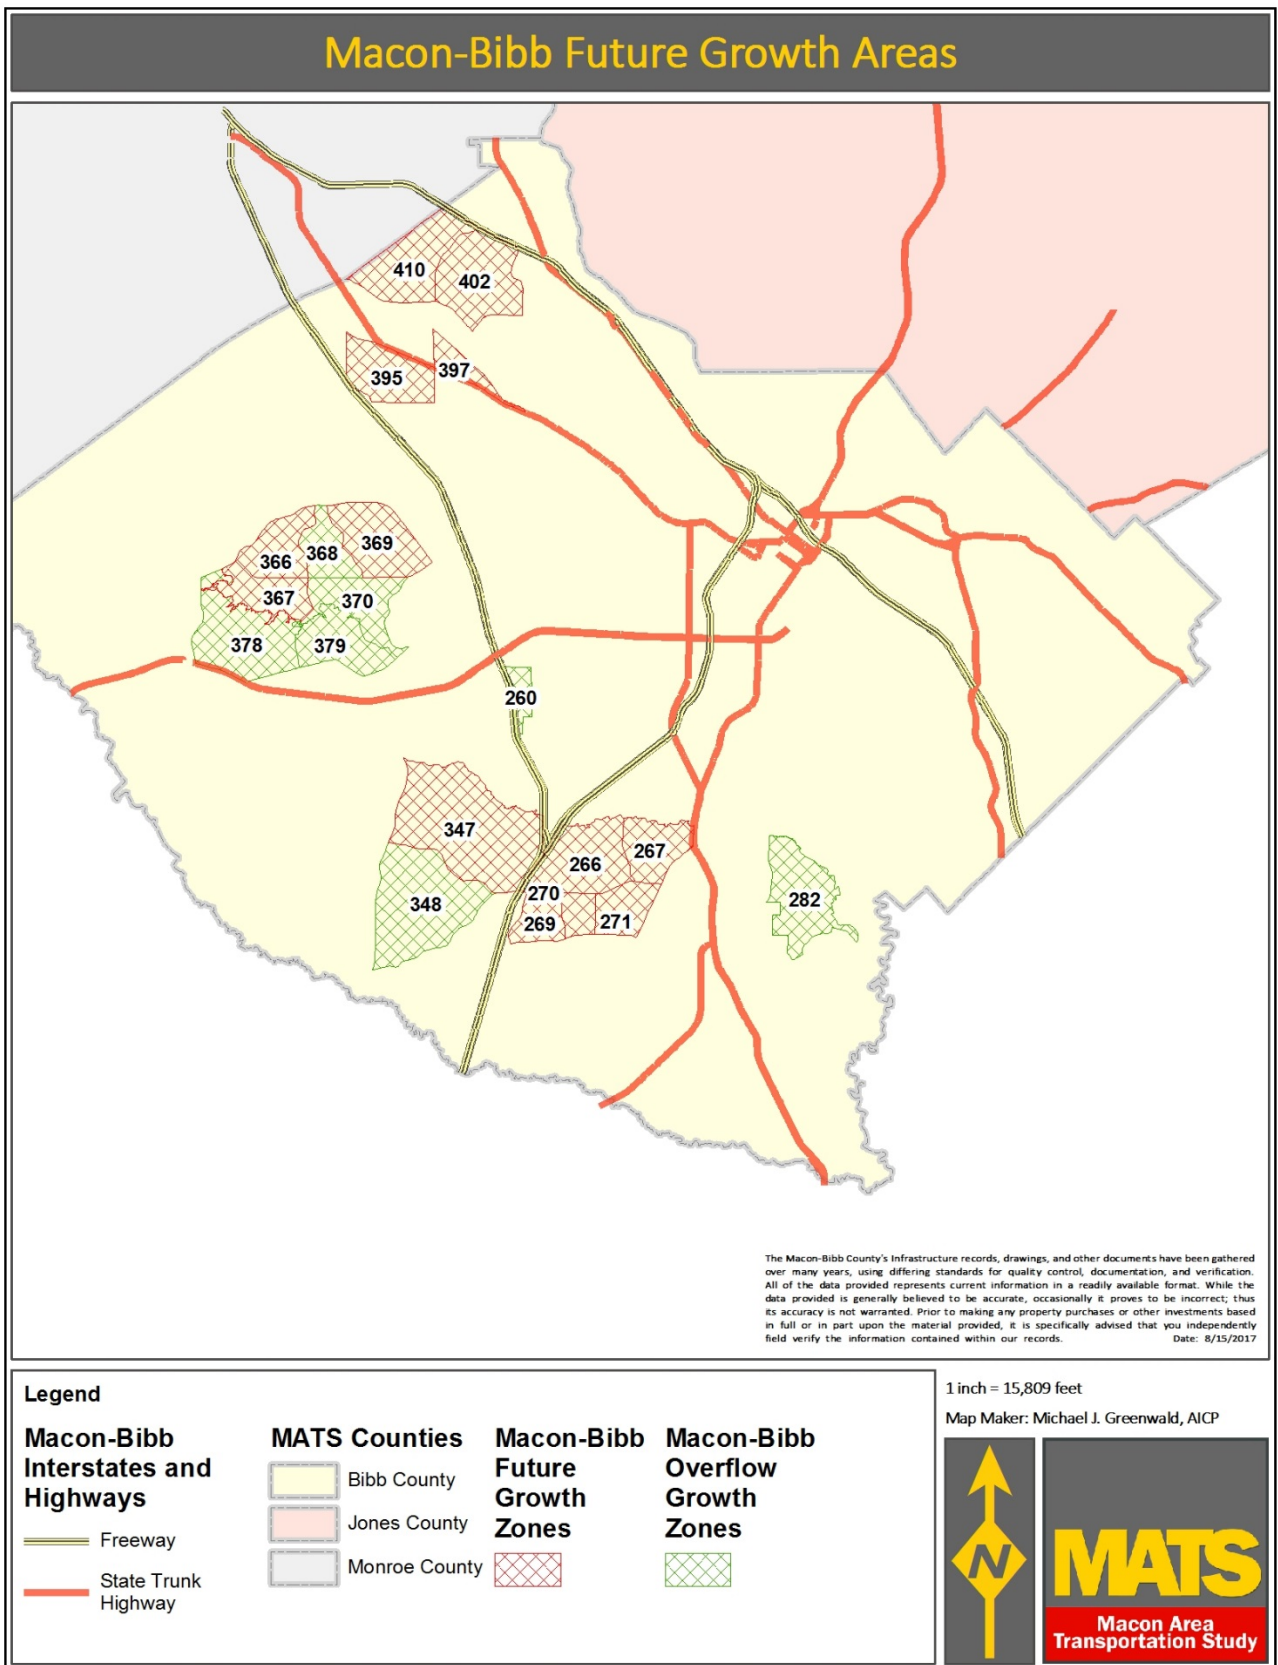 Macon-Bibb Future Growth Areas
410
402
395
397
366
368
369
367
370
378
379
260
347
348
266
267
270
269
271
282
The Macon-Bibb County's Infrastructure records, drawings, and other documents have been gathered
over many years, using differing standards for quality control, documentation, and verification.
All of the data provided represents current information in a readily available format. While the
data provided is generally believed to be accurate, occasionally it proves to be incorrect; thus
its accuracy is not warranted. Prior to making any property purchases or other investments based
in full or in part upon the material provided, it is specifically advised that you independently
field verify the information contained within our records. Date: 8/15/2017
Legend
Macon-Bibb
Interstates and
Highways
Freeway
State Trunk
Highway
MATS Counties
Bibb County
Jones County
Monroe County
Macon-Bibb
Future
Growth
Zones
Macon-Bibb
Overflow
Growth
Zones
1 inch = 15,809 feet
Map Maker: Michael J. Greenwald, AICP
N
MATS
Macon Area
Transportation Study